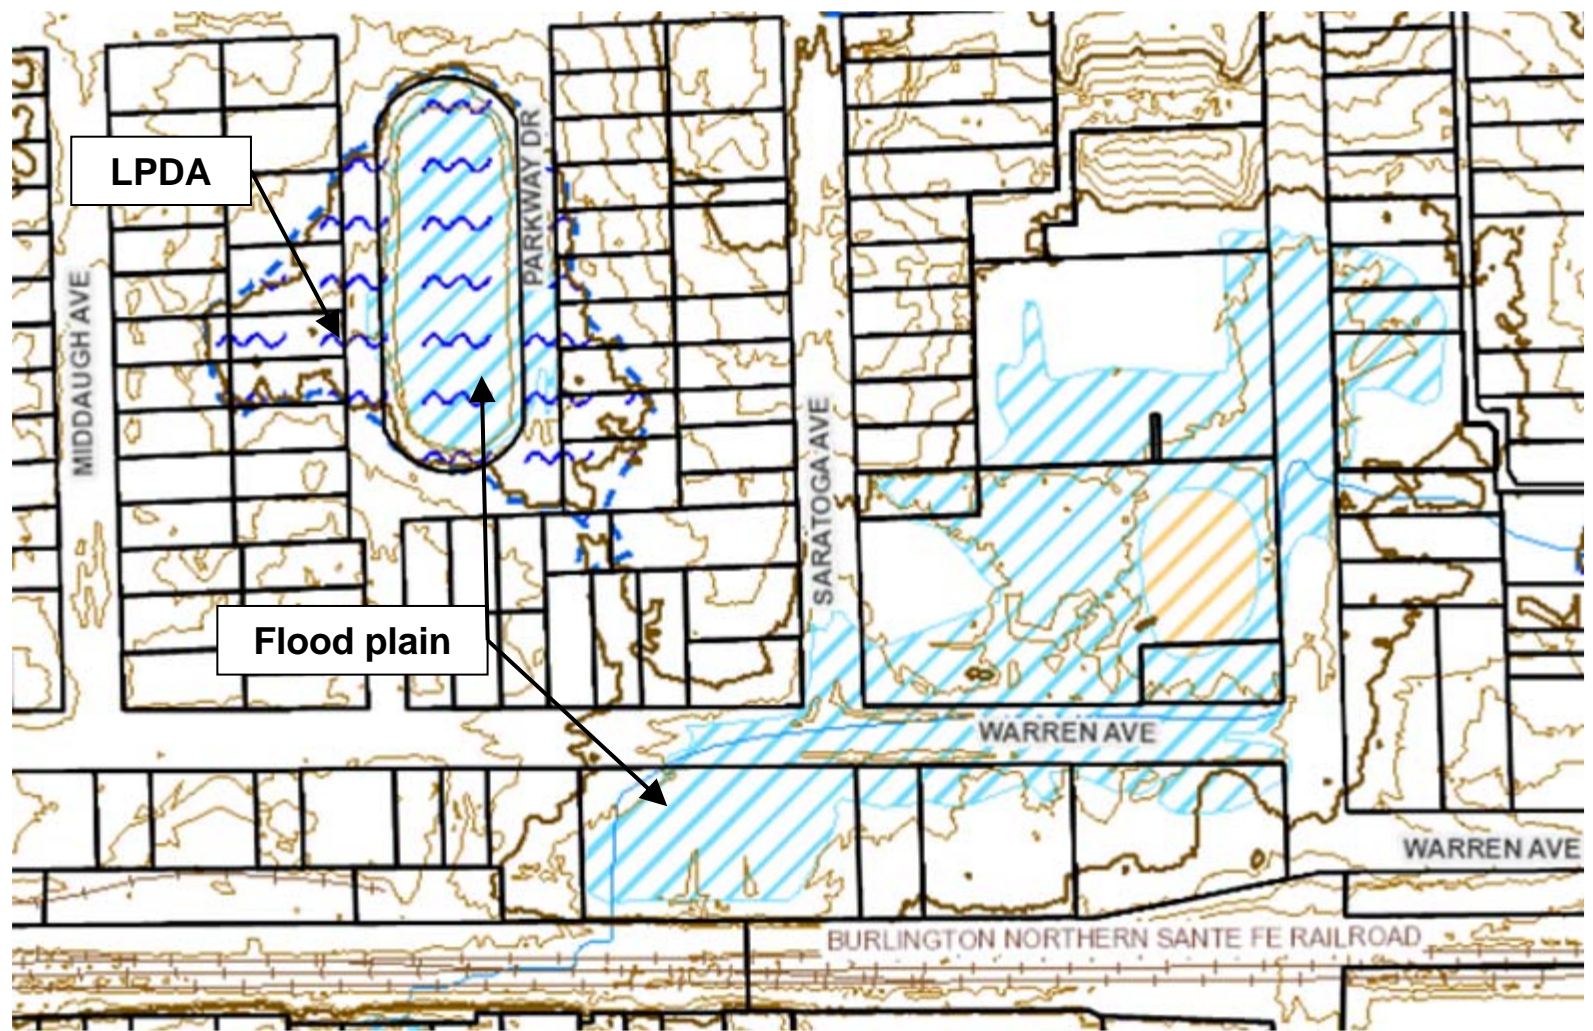 LPDA
PARKWAY DR
MIDDAUGH AVE
SARATOGA AVE
Flood plain
WARREN AVE
WARREN AVE
BURLINGTON NORTHERN SANTE FE RAILROAD